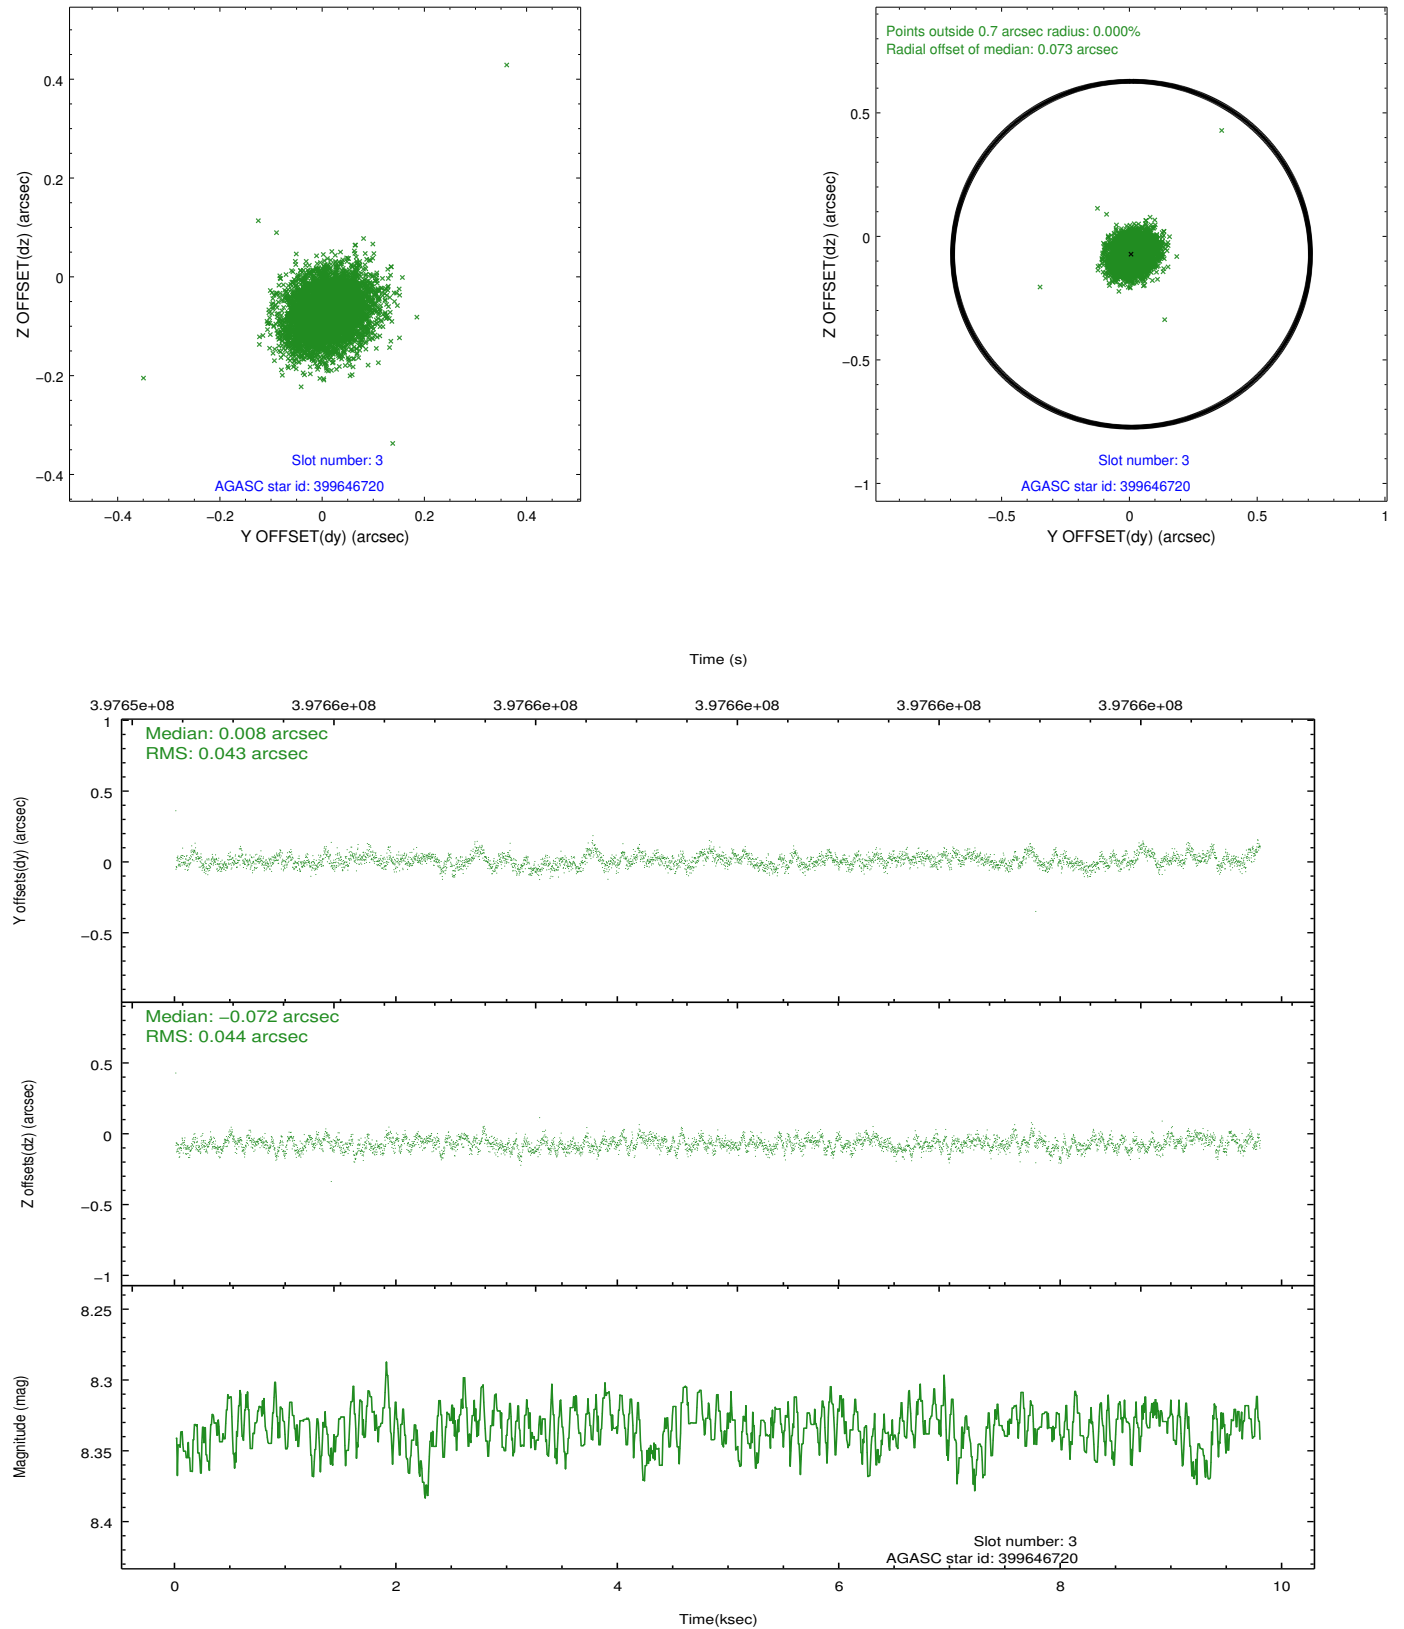 0.4
0.2
0
−0.2
−0.4
Z OFFSET(dz) (arcsec)
Slot number: 3
AGASC star id: 399646720
−0.4 −0.2 0 0.2 0.4
Y OFFSET(dy) (arcsec)
Points outside 0.7 arcsec radius: 0.000%
Radial offset of median: 0.073 arcsec
0.5
0
−0.5
−1
Z OFFSET(dz) (arcsec)
Slot number: 3
AGASC star id: 399646720
−0.5 0 0.5 1
Y OFFSET(dy) (arcsec)
Time (s)
3.9765e+08 3.9766e+08 3.9766e+08 3.9766e+08 3.9766e+08 3.9766e+08
Median: 0.008 arcsec
RMS: 0.043 arcsec
1
0.5
0
−0.5
Y offsets(dy) (arcsec)
Median: −0.072 arcsec
RMS: 0.044 arcsec
0.5
0
−0.5
−1
Z offsets(dz) (arcsec)
8.25
8.3
8.35
8.4
Magnitude (mag)
Slot number: 3
AGASC star id: 399646720
0 2 4 6 8 10
Time(ksec)